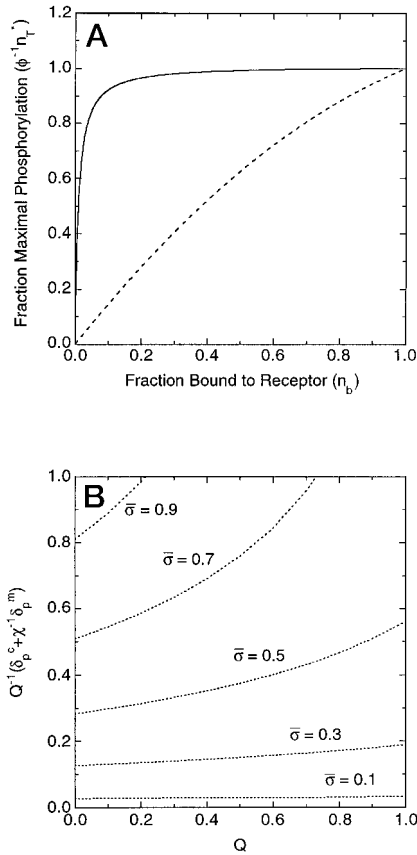 A
1.2
1.0
0.8
0.6
0.4
0.2
0.0
Fraction Maximal Phosphorylation (ϕ⁻¹n_T*)
0.0 0.2 0.4 0.6 0.8 1.0
Fraction Bound to Receptor (n_b)
B
1.0
0.8
0.6
0.4
0.2
0.0
Q⁻¹(δ_p^c+χ⁻¹δ_p^m)
σ̅ = 0.9
σ̅ = 0.7
σ̅ = 0.5
σ̅ = 0.3
σ̅ = 0.1
0.0 0.2 0.4 0.6 0.8 1.0
Q